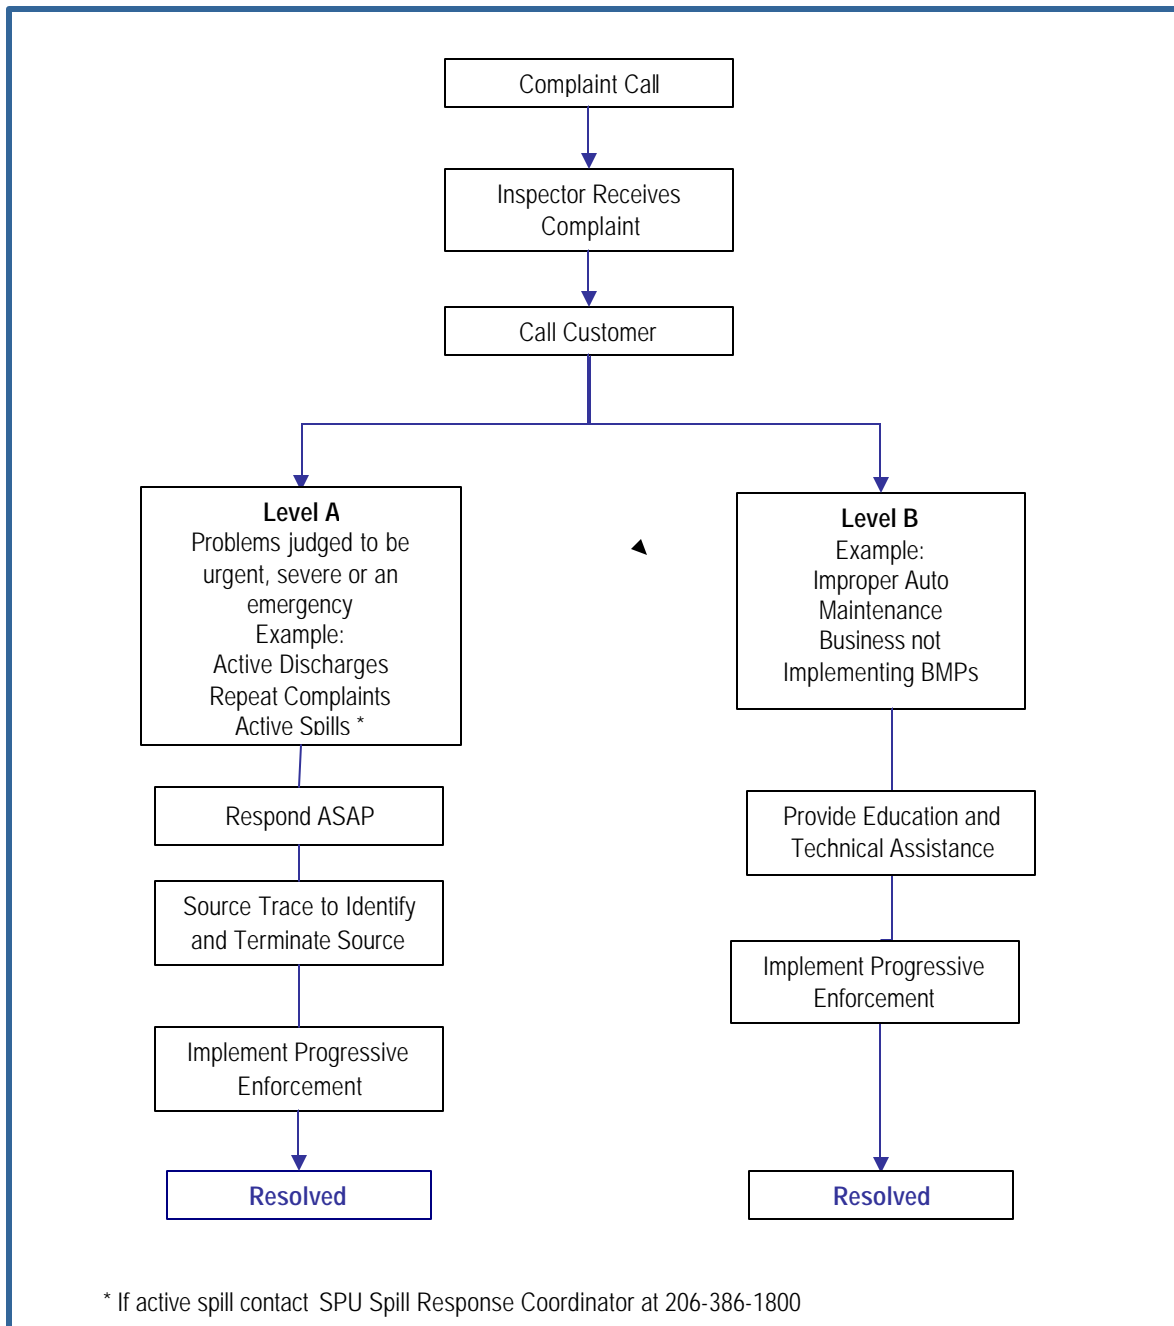 Complaint Call
Inspector Receives
Complaint
Call Customer
Level A
Problems judged to be
urgent, severe or an
emergency
Example:
Active Discharges
Repeat Complaints
Active Spills *
Respond ASAP
Source Trace to Identify
and Terminate Source
Implement Progressive
Enforcement
Resolved
Level B
Example:
Improper Auto
Maintenance
Business not
Implementing BMPs
Provide Education and
Technical Assistance
Implement Progressive
Enforcement
Resolved
* If active spill contact SPU Spill Response Coordinator at 206-386-1800